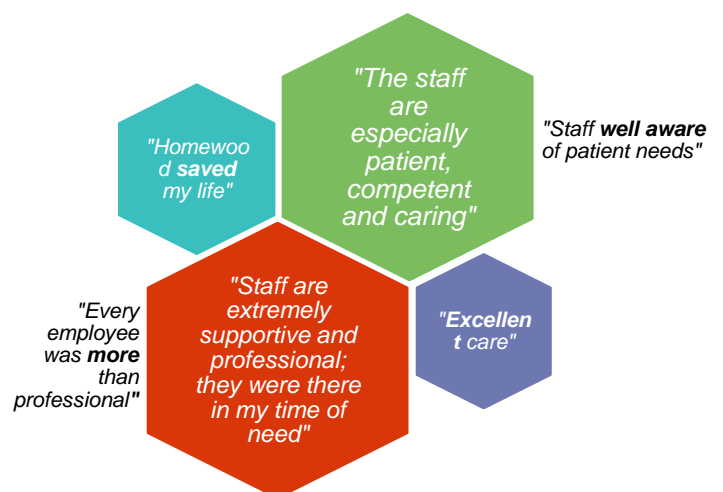 "Homewoo
d saved
my life"
"The staff
are
especially
patient,
competent
and caring"
"Staff well aware
of patient needs"
"Every
employee
was more
than
professional"
"Staff are
extremely
supportive and
professional;
they were there
in my time of
need"
"Excellen
t care"